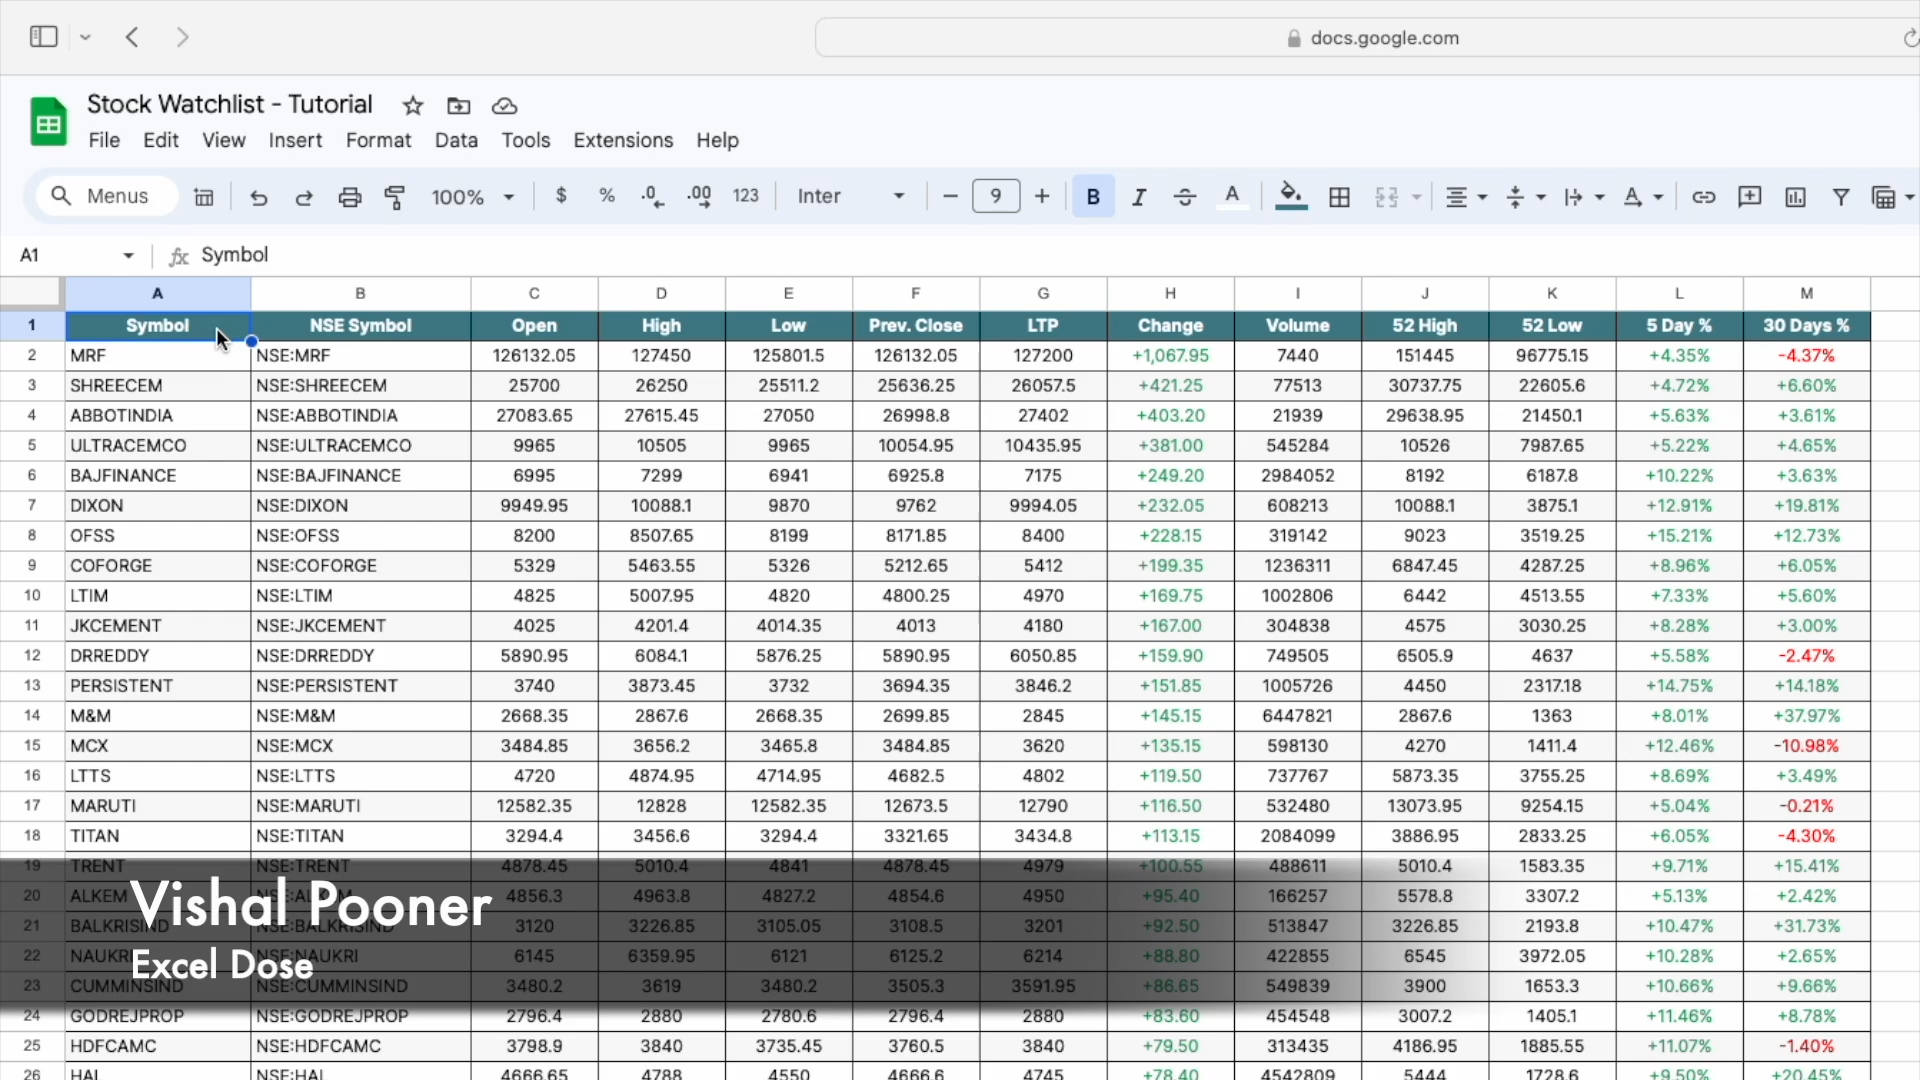 docs.google.com
Stock Watchlist - Tutorial
File Edit View Insert Format Data Tools Extensions Help
Menus 100% $ % .0 .00 123 Inter 9 B I S A
A1 fx Symbol
A B C D E F G H I J K L M
1 Symbol NSE Symbol Open High Low Prev. Close LTP Change Volume 52 High 52 Low 5 Day % 30 Days %
2 MRF NSE:MRF 126132.05 127450 125801.5 126132.05 127200 +1,067.95 7440 151445 96775.15 +4.35% -4.37%
3 SHREECEM NSE:SHREECEM 25700 26250 25511.2 25636.25 26057.5 +421.25 77513 30737.75 22605.6 +4.72% +6.60%
4 ABBOTINDIA NSE:ABBOTINDIA 27083.65 27615.45 27050 26998.8 27402 +403.20 21939 29638.95 21450.1 +5.63% +3.61%
5 ULTRACEMCO NSE:ULTRACEMCO 9965 10505 9965 10054.95 10435.95 +381.00 545284 10526 7987.65 +5.22% +4.65%
6 BAJFINANCE NSE:BAJFINANCE 6995 7299 6941 6925.8 7175 +249.20 2984052 8192 6187.8 +10.22% +3.63%
7 DIXON NSE:DIXON 9949.95 10088.1 9870 9762 9994.05 +232.05 608213 10088.1 3875.1 +12.91% +19.81%
8 OFSS NSE:OFSS 8200 8507.65 8199 8171.85 8400 +228.15 319142 9023 3519.25 +15.21% +12.73%
9 COFORGE NSE:COFORGE 5329 5463.55 5326 5212.65 5412 +199.35 1236311 6847.45 4287.25 +8.96% +6.05%
10 LTIM NSE:LTIM 4825 5007.95 4820 4800.25 4970 +169.75 1002806 6442 4513.55 +7.33% +5.60%
11 JKCEMENT NSE:JKCEMENT 4025 4201.4 4014.35 4013 4180 +167.00 304838 4575 3030.25 +8.28% +3.00%
12 DRREDDY NSE:DRREDDY 5890.95 6084.1 5876.25 5890.95 6050.85 +159.90 749505 6505.9 4637 +5.58% -2.47%
13 PERSISTENT NSE:PERSISTENT 3740 3873.45 3732 3694.35 3846.2 +151.85 1005726 4450 2317.18 +14.75% +14.18%
14 M&M NSE:M&M 2668.35 2867.6 2668.35 2699.85 2845 +145.15 6447821 2867.6 1363 +8.01% +37.97%
15 MCX NSE:MCX 3484.85 3656.2 3465.8 3484.85 3620 +135.15 598130 4270 1411.4 +12.46% -10.98%
16 LTTS NSE:LTTS 4720 4874.95 4714.95 4682.5 4802 +119.50 737767 5873.35 3755.25 +8.69% +3.49%
17 MARUTI NSE:MARUTI 12582.35 12828 12582.35 12673.5 12790 +116.50 532480 13073.95 9254.15 +5.04% -0.21%
18 TITAN NSE:TITAN 3294.4 3456.6 3294.4 3321.65 3434.8 +113.15 2084099 3886.95 2833.25 +6.05% -4.30%
19 TRENT NSE:TRENT 4878.45 5010.4 4841 4878.45 4979 +100.55 488611 5010.4 1583.35 +9.71% +15.41%
20 ALKEM 4856.3 4963.8 4827.2 4854.6 4950 +95.40 166257 5578.8 3307.2 +5.13% +2.42%
Vishal Pooner
21 BALKRISIND NSE:BALKRISIND 3120 3226.85 3105.05 3108.5 3201 +92.50 513847 3226.85 2193.8 +10.47% +31.73%
22 NAUKRI NSE:NAUKRI 6145 6359.95 6121 6125.2 6214 +88.80 422855 6545 3972.05 +10.28% +2.65%
Excel Dose
23 CUMMINSIND NSE:CUMMINSIND 3480.2 3619 3480.2 3505.3 3591.95 +86.65 549839 3900 1653.3 +10.66% +9.66%
24 GODREJPROP NSE:GODREJPROP 2796.4 2880 2780.6 2796.4 2880 +83.60 454548 3007.2 1405.1 +11.46% +8.78%
25 HDFCAMC NSE:HDFCAMC 3798.9 3840 3735.45 3760.5 3840 +79.50 313435 4186.95 1885.55 +11.07% -1.40%
26 HAL NSE:HAL 4666.65 4788 4550 4666.6 4745 +78.40 4542809 5444 1728.6 +9.50% +20.45%